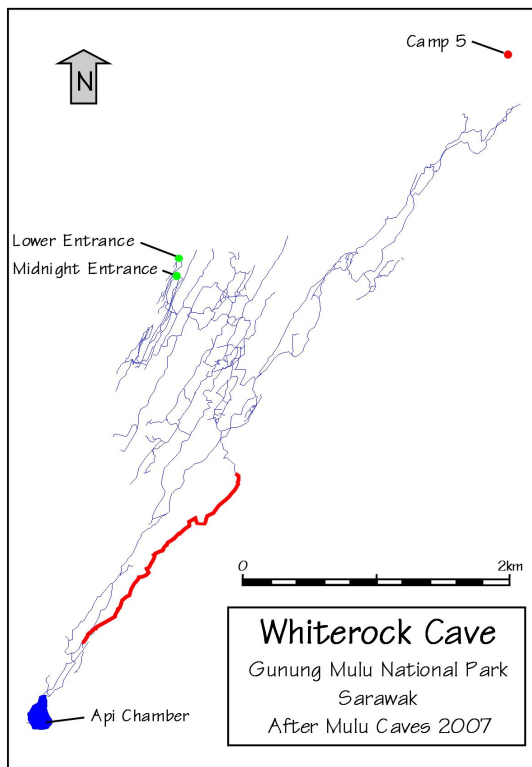 Camp 5
N
Lower Entrance
Midnight Entrance
0 2km
Whiterock Cave
Gunung Mulu National Park
Sarawak
After Mulu Caves 2007
Api Chamber